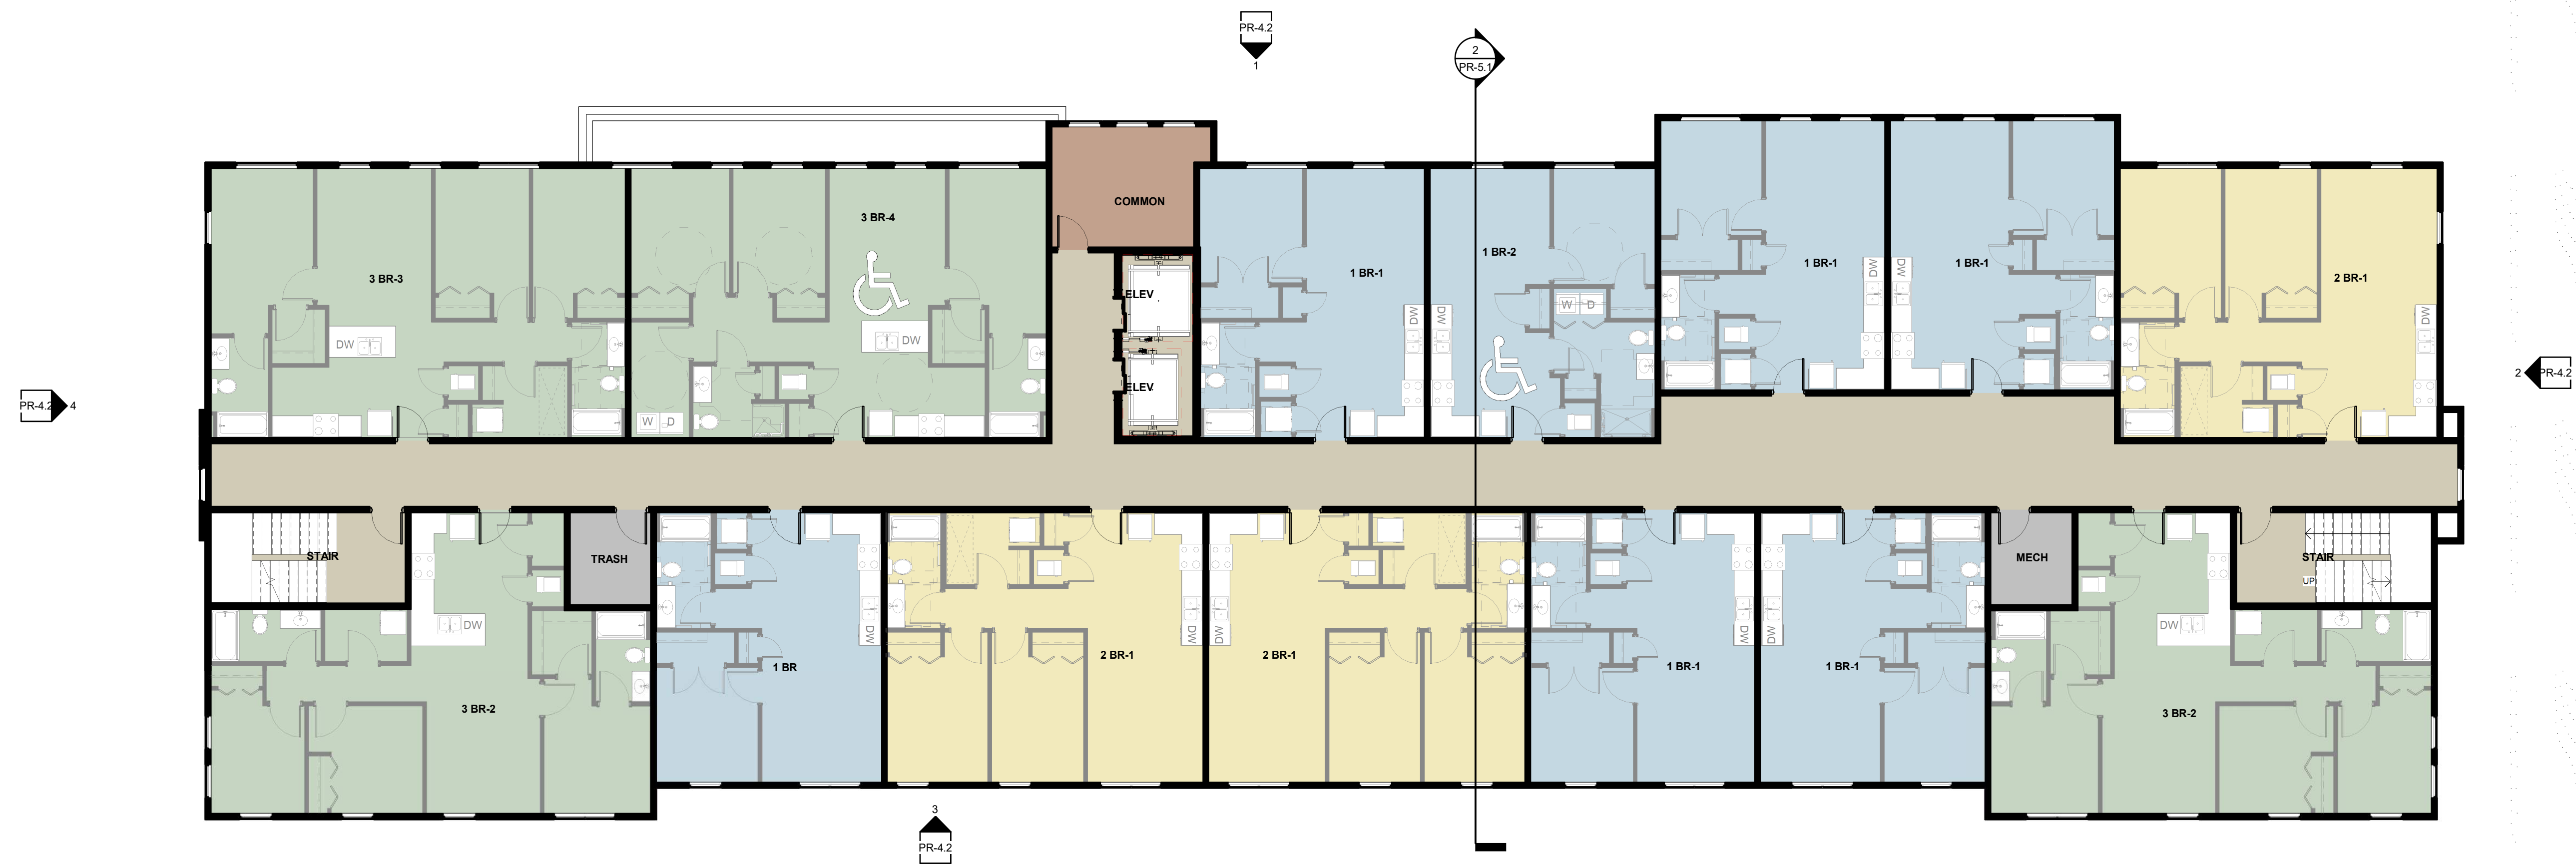 PR-4.2
1
2
PR-5.1
COMMON
3 BR-4
3 BR-3
1 BR-2
1 BR-1
1 BR-1
1 BR-1
2 BR-1
ELEV
W
D
DW
DW
DW
DW
DW
DW
DW
ELEV
PR-4.2
4
2
PR-4.2
W
D
STAIR
TRASH
MECH
STAIR
UP
DW
DW
DW
DW
DW
DW
DW
1 BR
2 BR-1
2 BR-1
1 BR-1
1 BR-1
3 BR-2
3 BR-2
3
PR-4.2